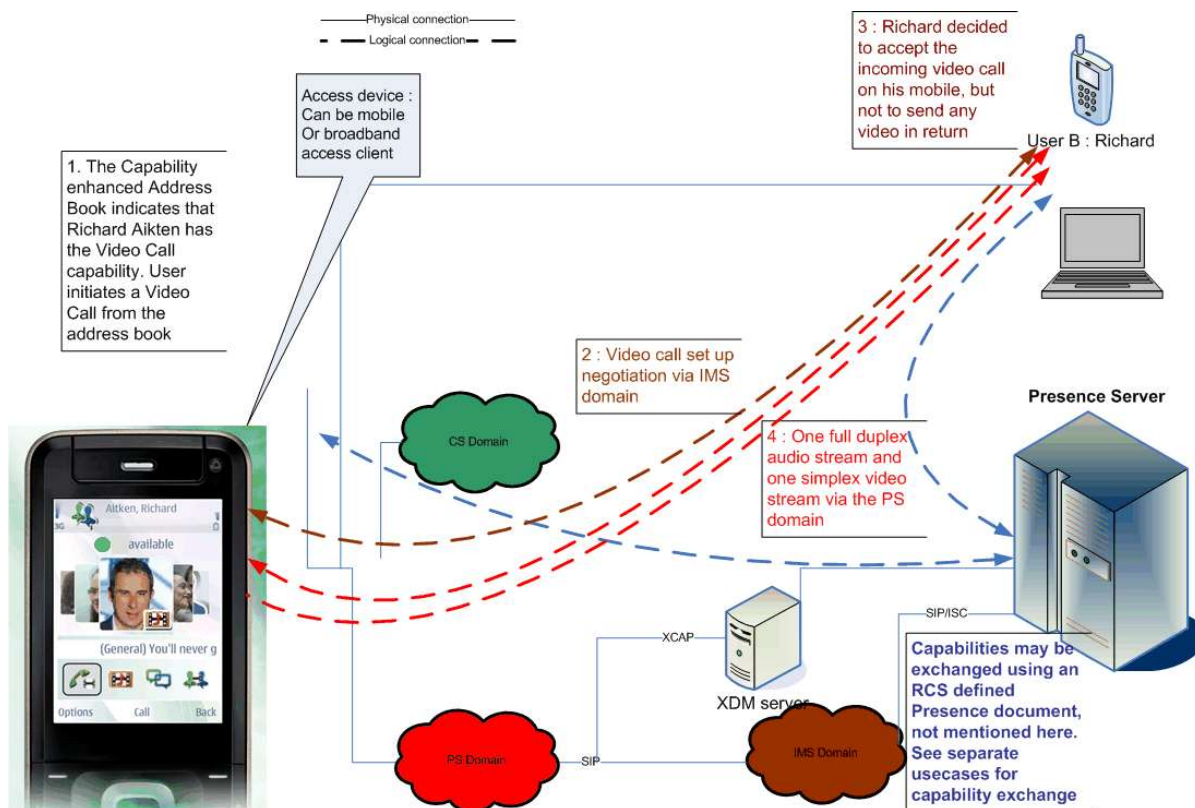 Physical connection
Logical connection
3 : Richard decided
to accept the
incoming video call
on his mobile, but
not to send any
video in return
User B : Richard
Access device :
Can be mobile
Or broadband
access client
1. The Capability
enhanced Address
Book indicates that
Richard Aikten has
the Video Call
capability. User
initiates a Video
Call from the
address book
2 : Video call set up
negotiation via IMS
domain
Presence Server
CS Domain
4 : One full duplex
audio stream and
one simplex video
stream via the PS
domain
Aitken, Richard
3G
available
(General) You'll never g
Options Call Back
SIP/ISC
XCAP
XDM server
PS Domain
SIP
IMS Domain
Capabilities may be
exchanged using an
RCS defined
Presence document,
not mentioned here.
See separate
usecases for
capability exchange